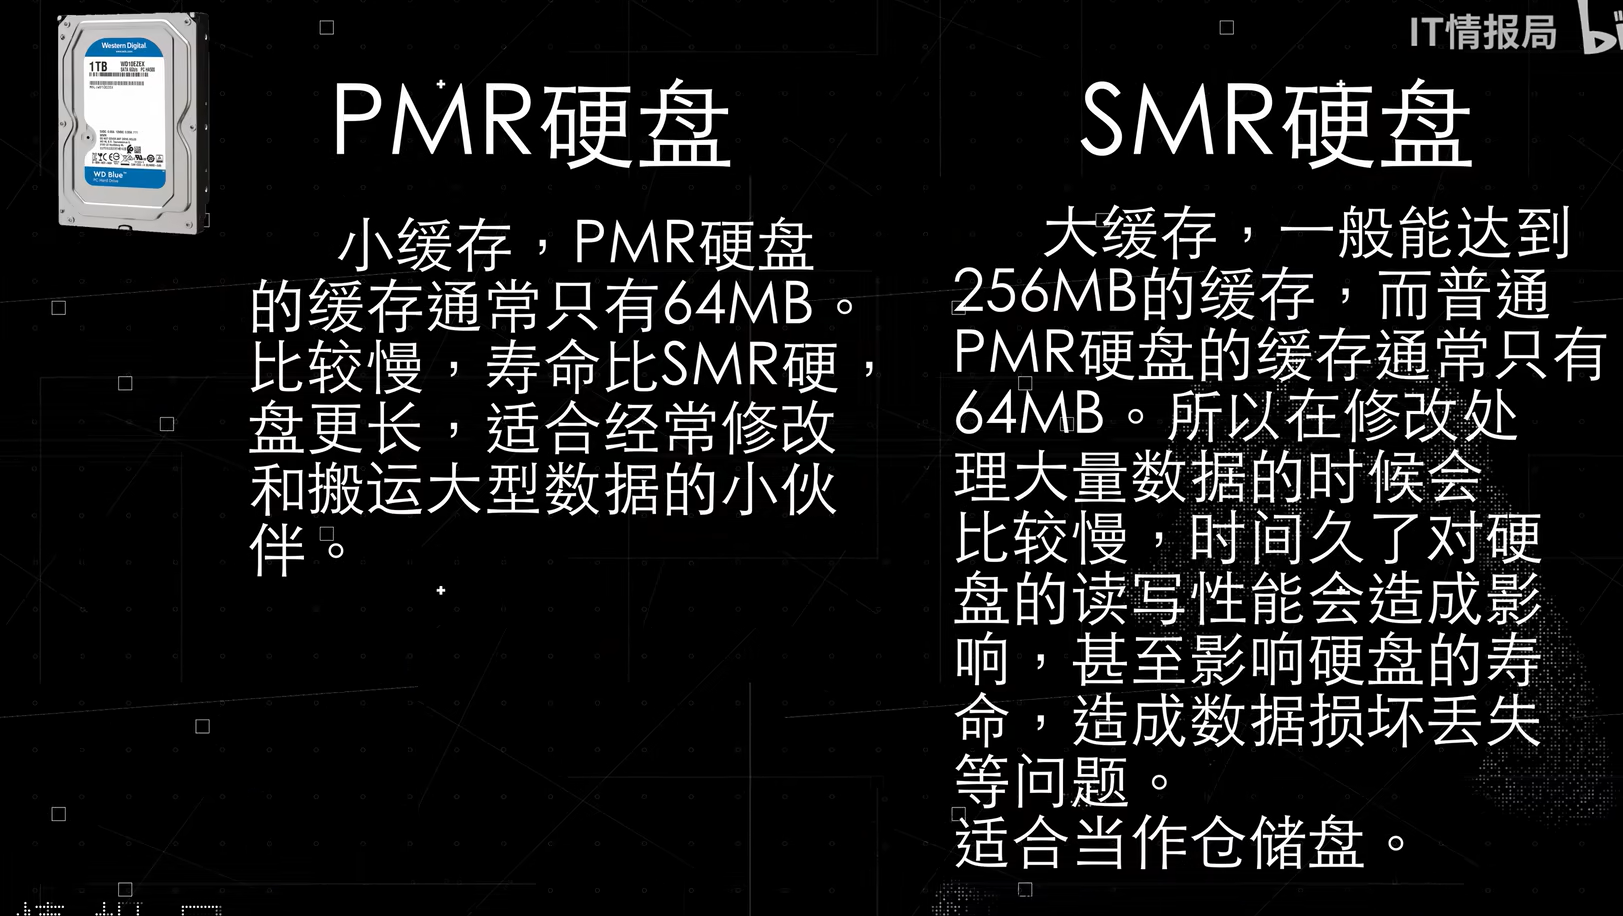 IT情报局
Western Digital
1TB
WD10EZEX
WD Blue
PMR硬盘
小缓存，PMR硬盘
的缓存通常只有64MB。
比较慢，寿命比SMR硬，
盘更长，适合经常修改
和搬运大型数据的小伙
伴。
SMR硬盘
大缓存，一般能达到
256MB的缓存，而普通
PMR硬盘的缓存通常只有
64MB。所以在修改处
理大量数据的时候会
比较慢，时间久了对硬
盘的读写性能会造成影
响，甚至影响硬盘的寿
命，造成数据损坏丢失
等问题。
适合当作仓储盘。